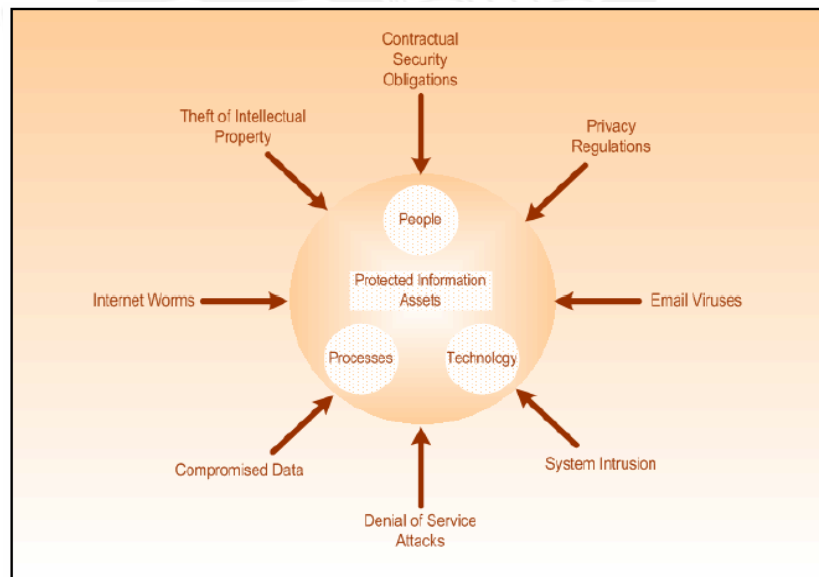 Contractual
Security
Obligations
Theft of Intellectual
Property
Privacy
Regulations
People
Protected Information
Assets
Internet Worms
Email Viruses
Processes
Technology
Compromised Data
System Intrusion
Denial of Service
Attacks